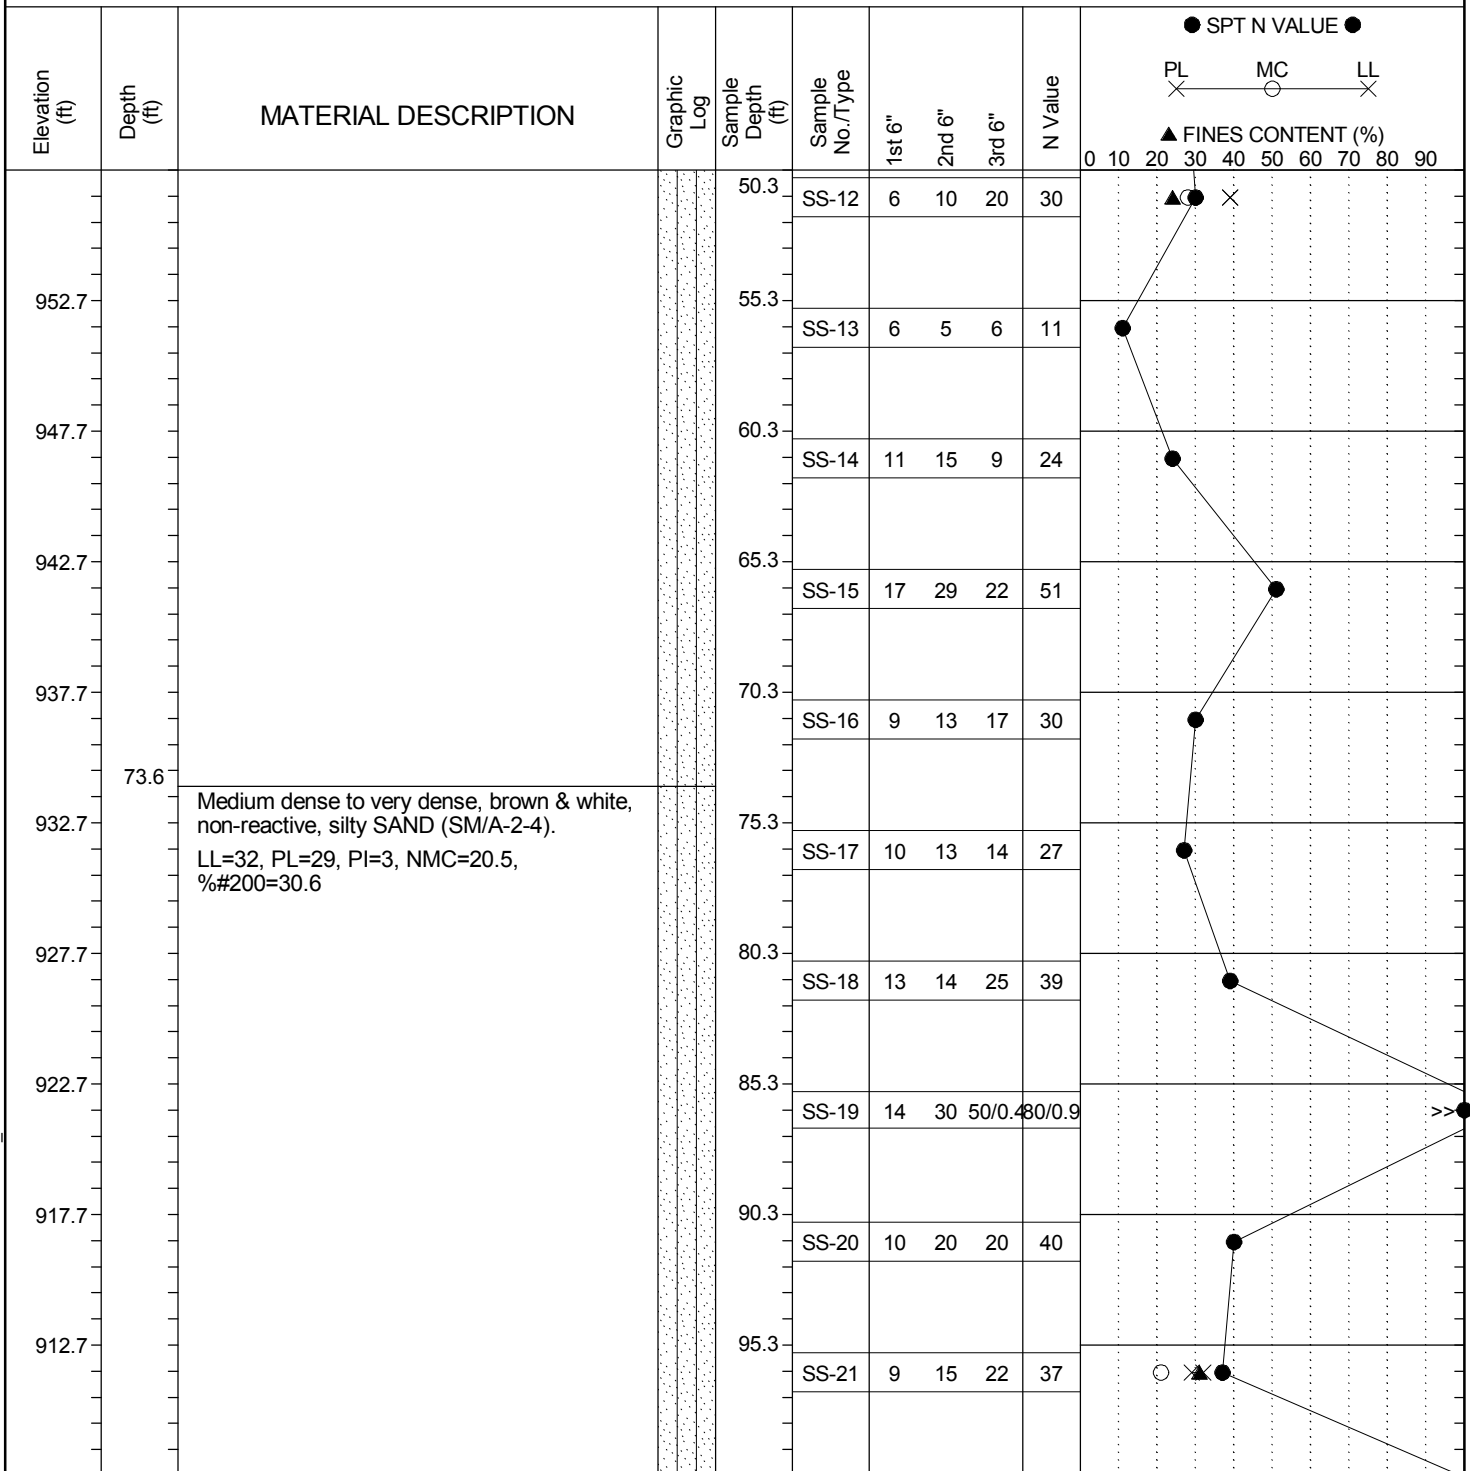 ● SPT N VALUE ●
PL MC LL
▲ FINES CONTENT (%)
Elevation (ft) Depth (ft) MATERIAL DESCRIPTION Graphic Log Sample Depth (ft) Sample No./Type 1st 6" 2nd 6" 3rd 6" N Value 0 10 20 30 40 50 60 70 80 90
50.3
SS-12 6 10 20 30
952.7 55.3
SS-13 6 5 6 11
947.7 60.3
SS-14 11 15 9 24
942.7 65.3
SS-15 17 29 22 51
937.7 70.3
SS-16 9 13 17 30
73.6
Medium dense to very dense, brown & white,
932.7 non-reactive, silty SAND (SM/A-2-4). 75.3
LL=32, PL=29, PI=3, NMC=20.5, SS-17 10 13 14 27
%#200=30.6
927.7 80.3
SS-18 13 14 25 39
922.7 85.3
SS-19 14 30 50/0.4 80/0.9 >>
917.7 90.3
SS-20 10 20 20 40
912.7 95.3
SS-21 9 15 22 37